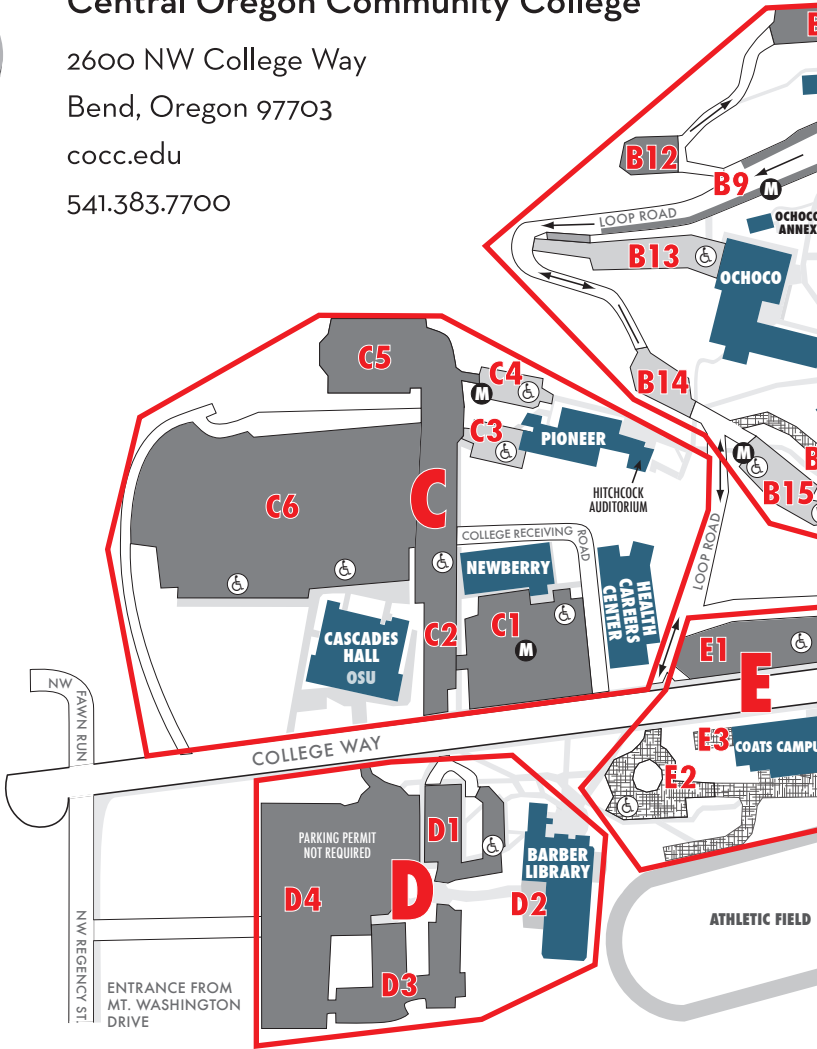 Central Oregon Community College
2600 NW College Way
Bend, Oregon 97703
cocc.edu
541.383.7700
B12
B9
M
LOOP ROAD
OCHOCO
ANNEX
B13
OCHOCO
B14
C5
C4
M
C3
PIONEER
HITCHCOCK
AUDITORIUM
M
B15
C6
C
COLLEGE RECEIVING
ROAD
LOOP ROAD
NEWBERRY
HEALTH
CAREERS
CENTER
CASCADES
HALL
OSU
C2
C1
M
E1
E
NW
FAWN RUN
COLLEGE WAY
E3
COATS CAMPU
E2
PARKING PERMIT
NOT REQUIRED
D1
D
D4
BARBER
LIBRARY
D2
ATHLETIC FIELD
D3
NW REGENCY ST.
ENTRANCE FROM
MT. WASHINGTON
DRIVE